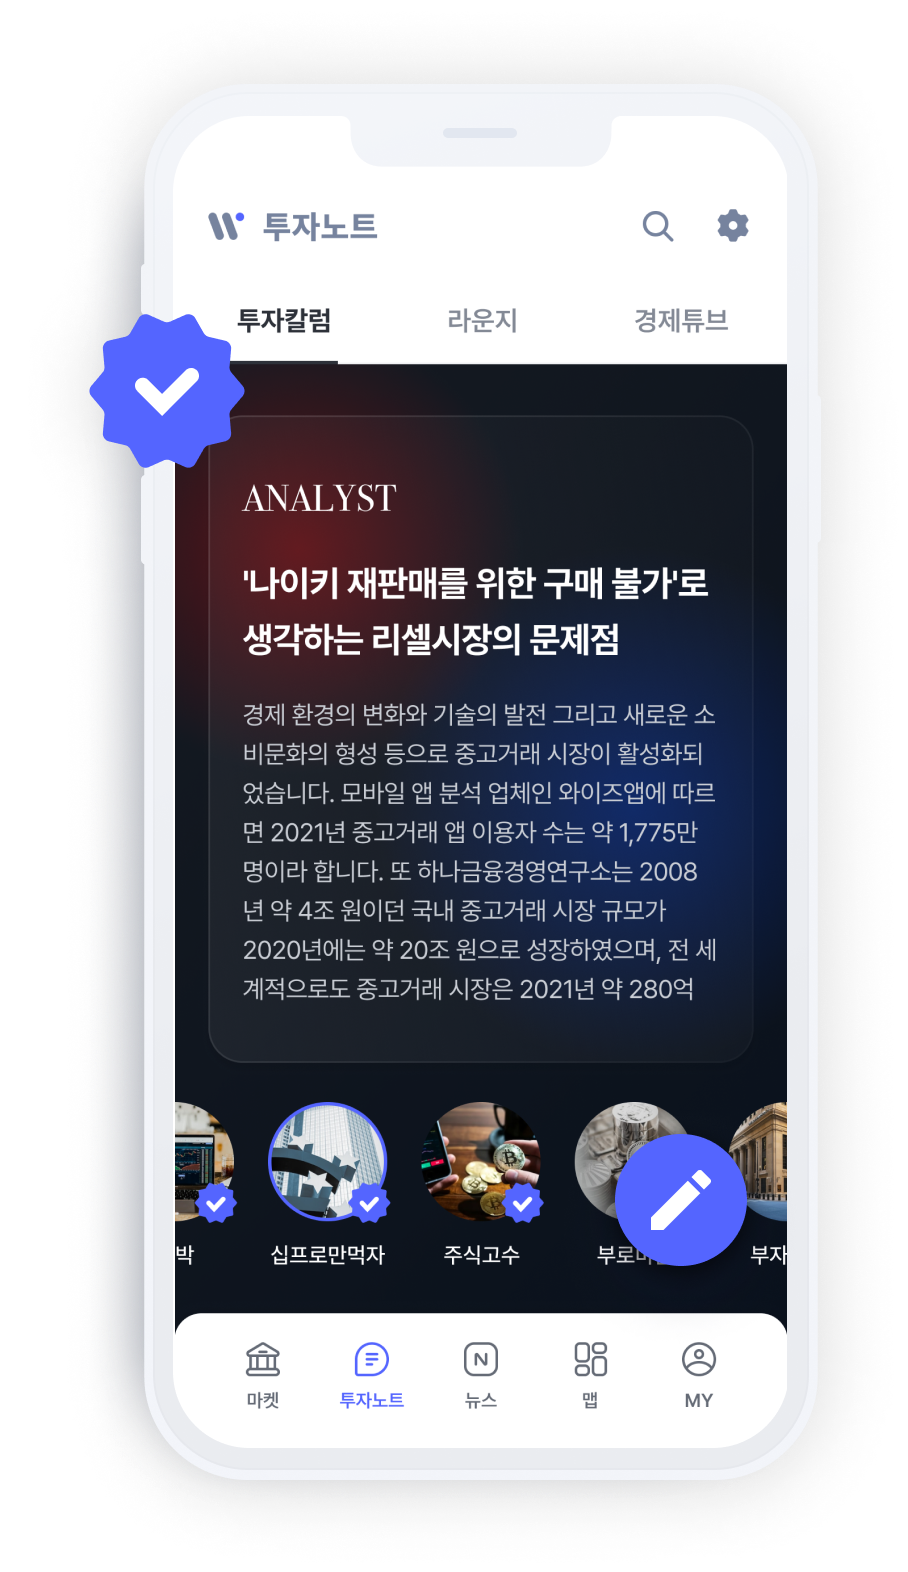 투자노트
투자칼럼
라운지
경제튜브
ANALYST
'나이키 재판매를 위한 구매 불가'로
생각하는 리셀시장의 문제점
경제 환경의 변화와 기술의 발전 그리고 새로운 소
비문화의 형성 등으로 중고거래 시장이 활성화되
었습니다. 모바일 앱 분석 업체인 와이즈앱에 따르
면 2021년 중고거래 앱 이용자 수는 약 1,775만
명이라 합니다. 또 하나금융경영연구소는 2008
년 약 4조 원이던 국내 중고거래 시장 규모가
2020년에는 약 20조 원으로 성장하였으며, 전 세
계적으로도 중고거래 시장은 2021년 약 280억
박
십프로만먹자
주식고수
부자
마켓
투자노트
N
뉴스
맵
MY